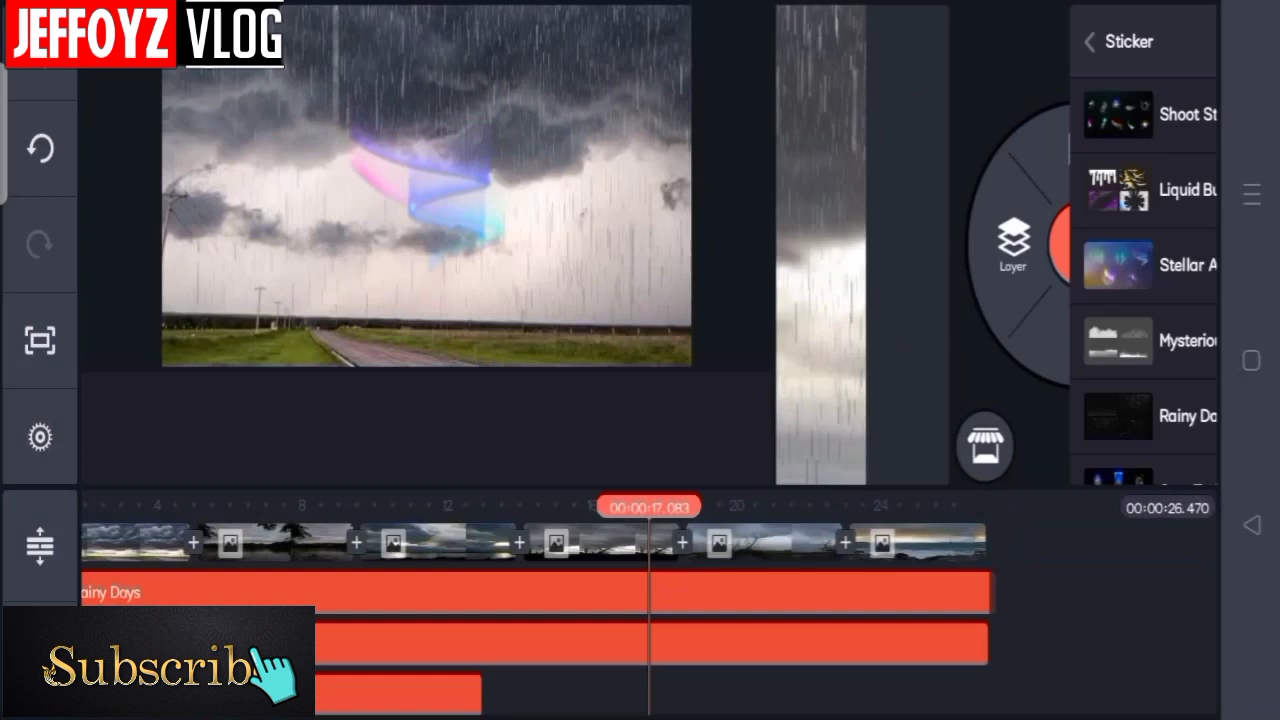 JEFFOYZ VLOG
Sticker
Shoot St
Liquid Bu
Layer
Stellar A
Mysteriou
Rainy Da
4
8
12
00:00:17.083
20
24
00:00:26.470
ainy Days
Subscrib